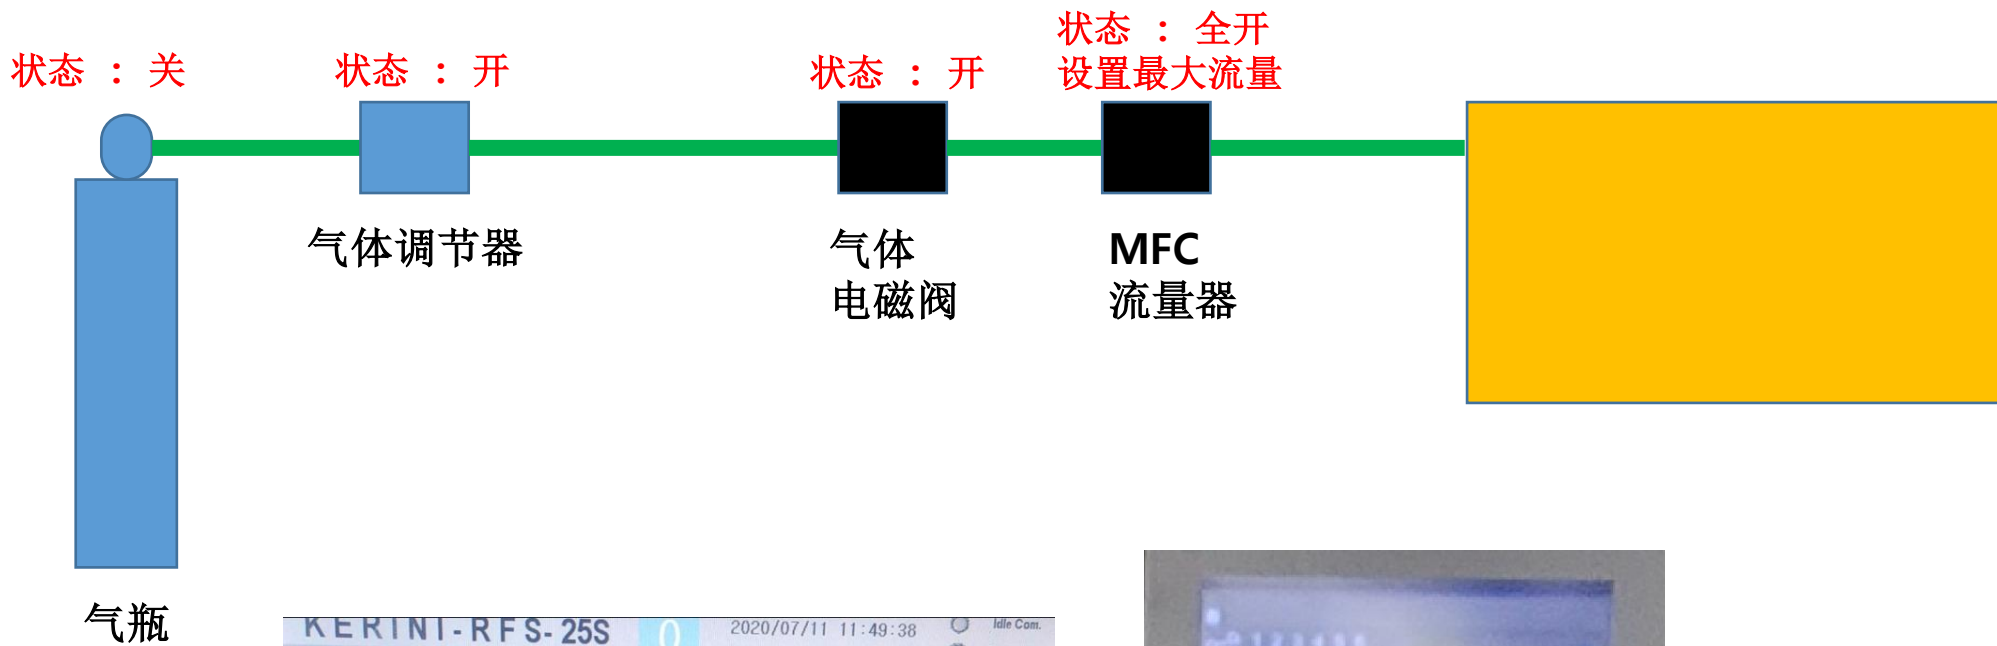 状态 : 关
状态 : 开
状态 : 开
状态 : 全开
设置最大流量
气体调节器
气体
电磁阀
MFC
流量器
气瓶
KERINI-RFS-25S
0
2020/07/11 11:49:38
Idle Com.